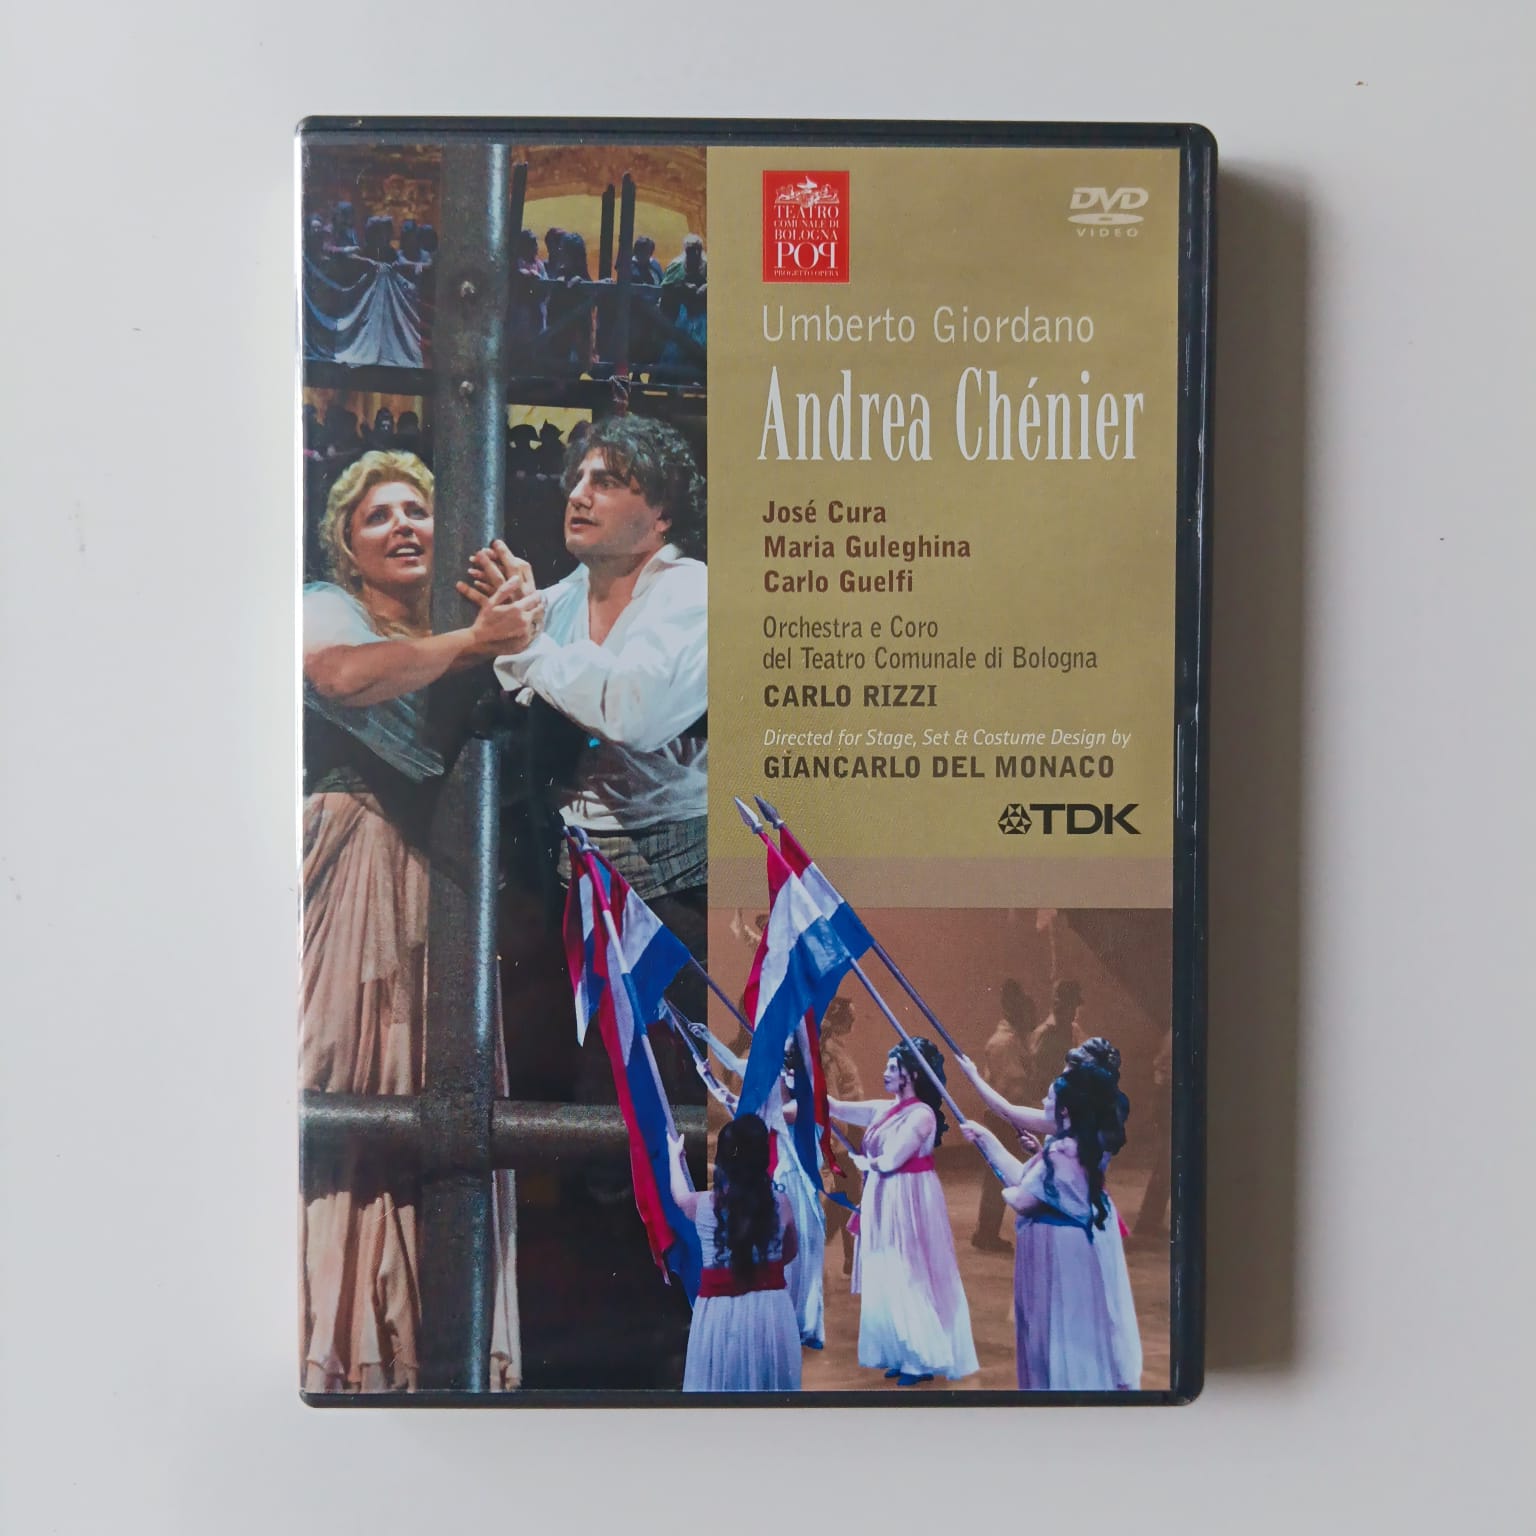 TEATRO
COMUNALE DI
BOLOGNA
POP
PROGETTO OPERA
DVD
VIDEO
Umberto Giordano
Andrea Chénier
José Cura
Maria Guleghina
Carlo Guelfi
Orchestra e Coro
del Teatro Comunale di Bologna
CARLO RIZZI
Directed for Stage, Set & Costume Design by
GIANCARLO DEL MONACO
TDK